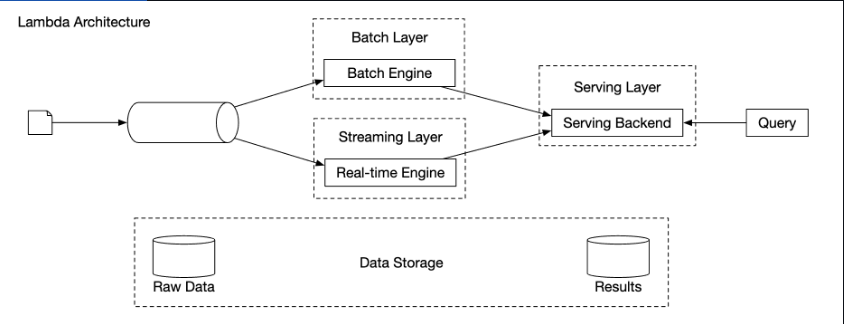 Lambda Architecture
Batch Layer
Batch Engine
Streaming Layer
Real-time Engine
Serving Layer
Serving Backend
Query
Data Storage
Raw Data
Results